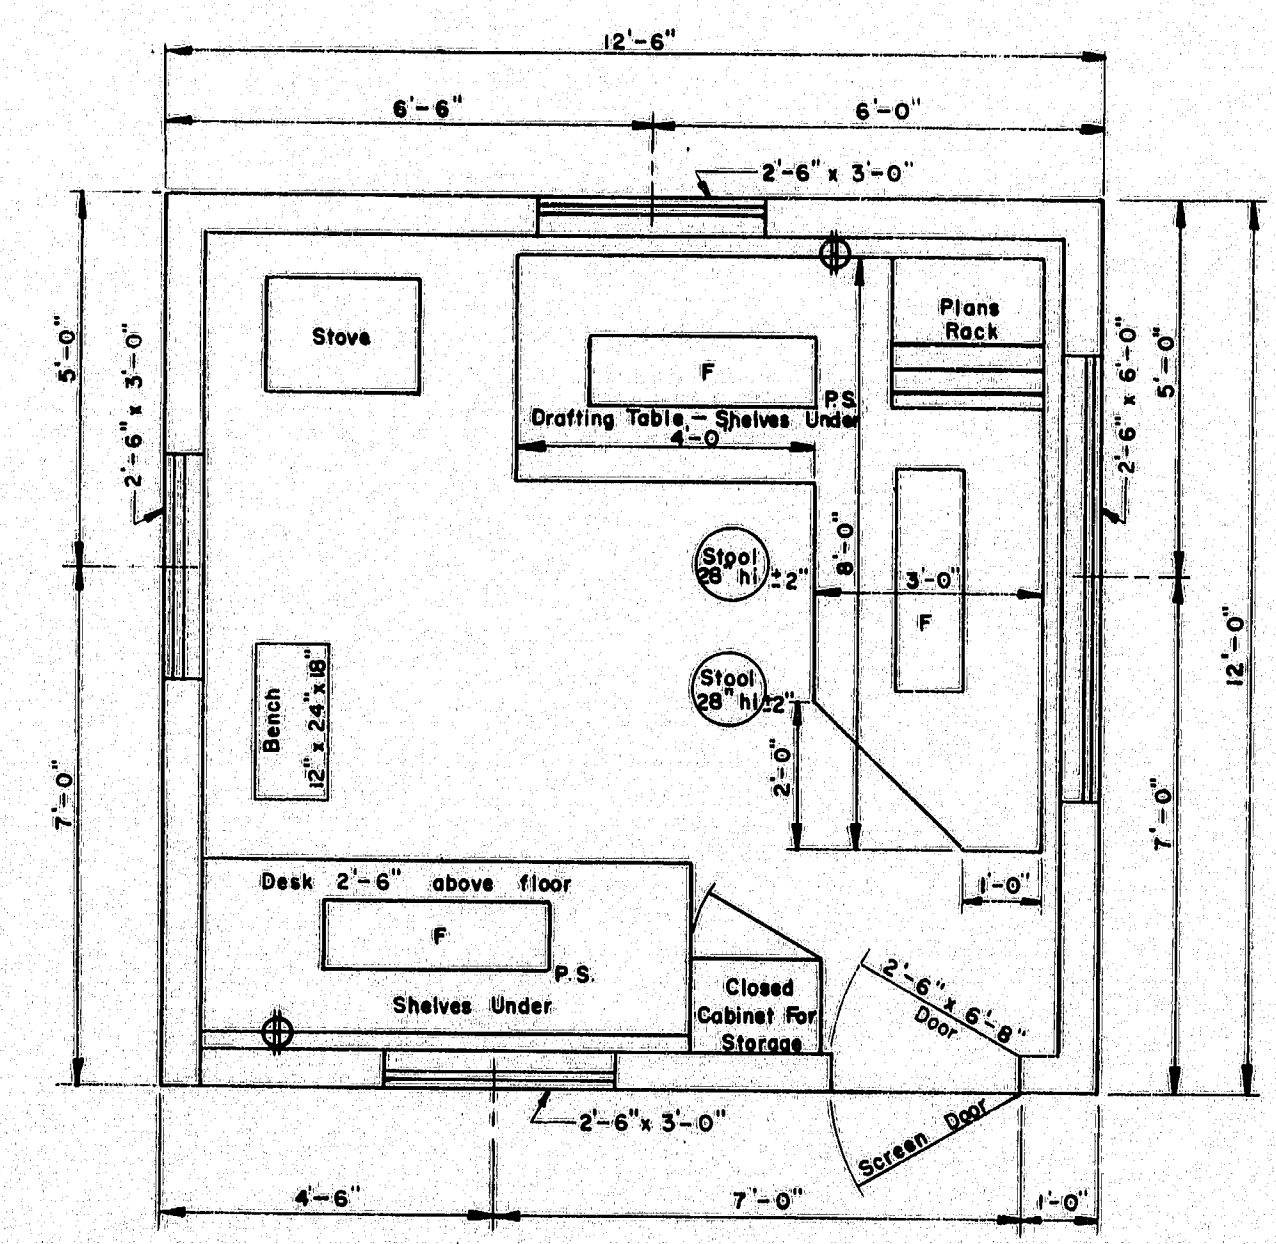 12'-6"
6'-6"
6'-0"
2'-6" x 3'-0"
5'-0"
2'-6" x 3'-0"
Stove
Plans
Rack
F
P.S.
Drafting Table - Shelves Under
4'-0"
2'-6" x 6'-0"
5'-0"
Stool
28" hi ±2"
8'-0"
3'-0"
F
12'-0"
Stool
28" hi ±2"
Bench
12" x 24" x 18"
2'-0"
7'-0"
7'-0"
1'-0"
Desk 2'-6" above floor
F
P.S.
Shelves Under
Closed
Cabinet For
Storage
2'-6" x 6'-8"
Door
2'-6" x 3'-0"
Screen Door
4'-6"
7'-0"
1'-0"